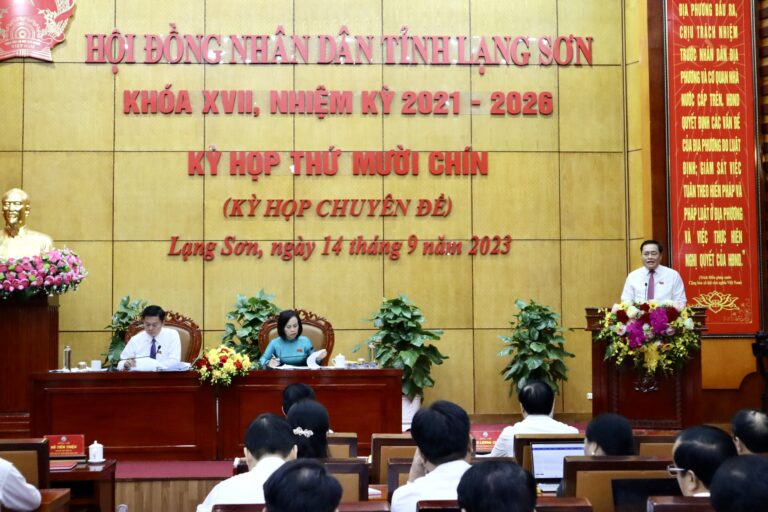 HỘI ĐỒNG NHÂN DÂN TỈNH LẠNG SƠN
KHÓA XVII, NHIỆM KỲ 2021 - 2026
KỲ HỌP THỨ MƯỜI CHÍN
(KỲ HỌP CHUYÊN ĐỀ)
Lạng Sơn, ngày 14 tháng 9 năm 2023
ĐỊA PHƯƠNG BẦU RA,
CHỊU TRÁCH NHIỆM
TRƯỚC NHÂN DÂN ĐỊA
PHƯƠNG VÀ CƠ QUAN NHÀ
NƯỚC CẤP TRÊN. HĐND
QUYẾT ĐỊNH CÁC VẤN ĐỀ
CỦA ĐỊA PHƯƠNG DO LUẬT
ĐỊNH; GIÁM SÁT VIỆC
TUÂN THEO HIẾN PHÁP VÀ
PHÁP LUẬT Ở ĐỊA PHƯƠNG
VÀ VIỆC THỰC HIỆN
NGHỊ QUYẾT CỦA HĐND.